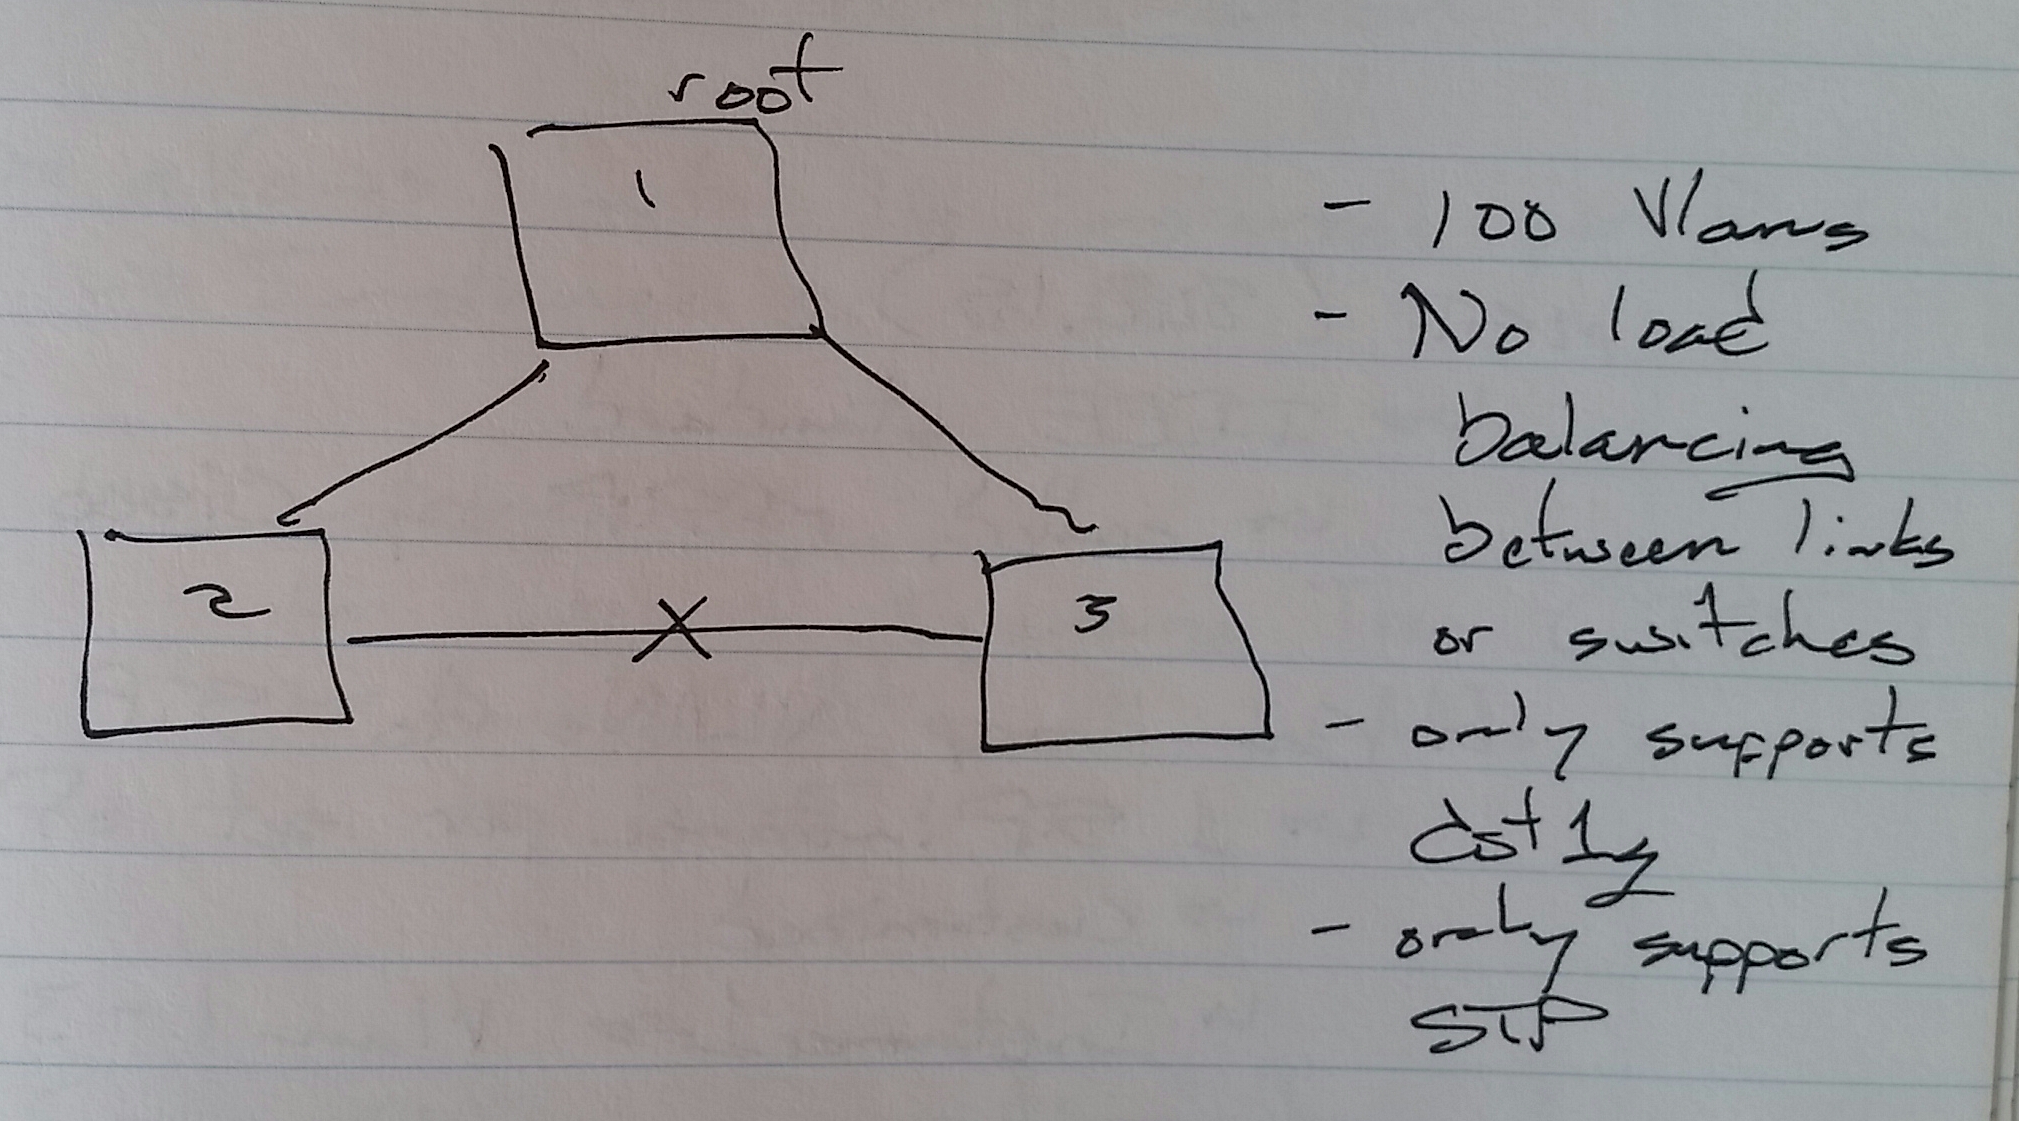 root
1
2
3
- 100 Vlans
- No load
balancing
between links
or switches
- only supports
dot1q
- only supports
STP